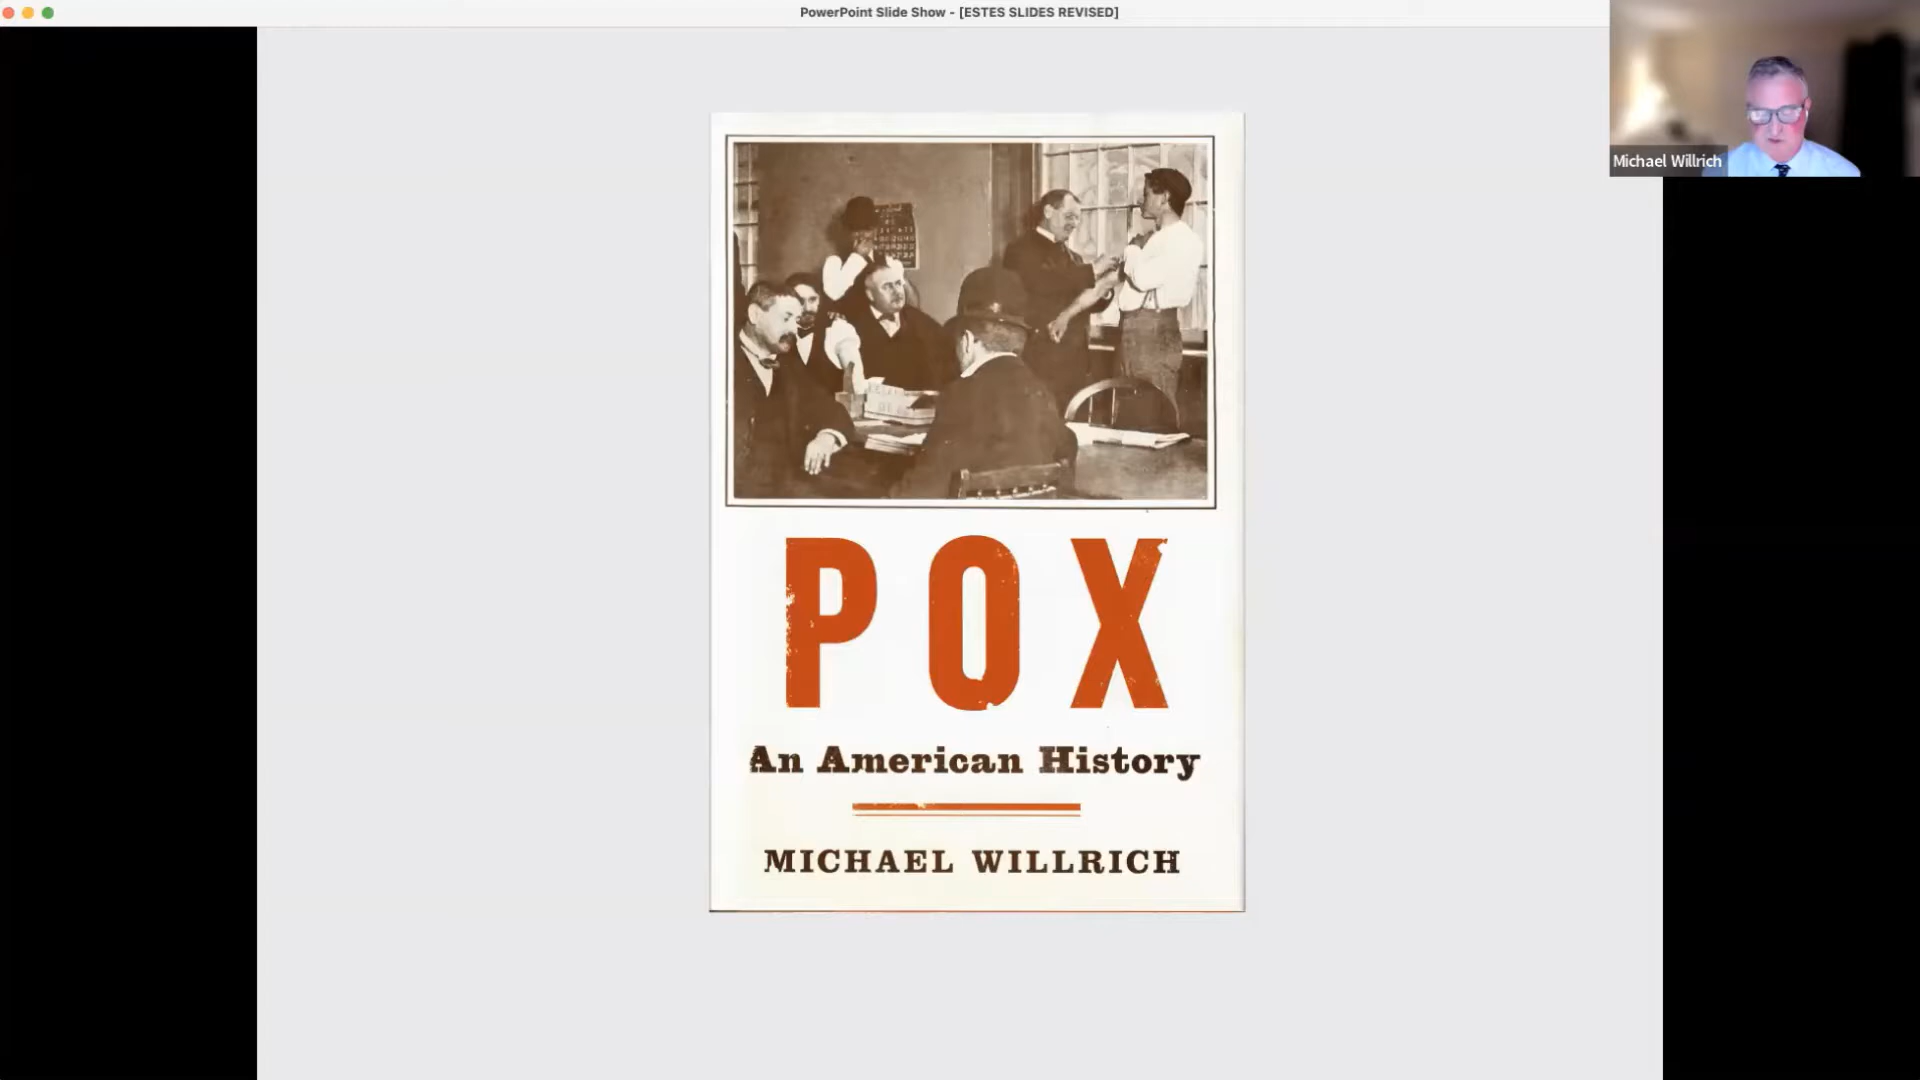 PowerPoint Slide Show - [ESTES SLIDES REVISED]
Michael Willrich
POX
An American History
MICHAEL WILLRICH